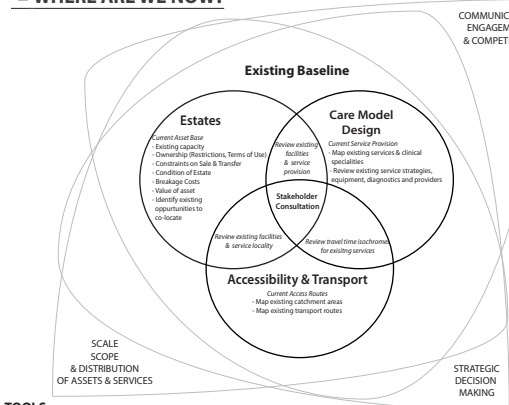 – WHERE ARE WE NOW?
COMMUNIC
ENGAGEM
& COMPET
Existing Baseline
Estates
Current Asset Base
- Existing capacity
- Ownership (Restrictions, Terms of Use)
- Constraints on Sale & Transfer
- Condition of Estate
- Breakage Costs
- Value of asset
- Identify existing
oppurtunities to
co-locate
Review existing
facilities
& service
provision
Care Model
Design
Current Service Provision
- Map existing services & clinical
specialities
- Review existing service strategies,
equipment, diagnostics and providers
Stakeholder
Consultation
Review existing facilities
& service locality
Review travel time isochromes
for exisitng services
Accessibility & Transport
Current Access Routes
- Map existing catchment areas
- Map existing transport routes
SCALE
SCOPE
& DISTRIBUTION
OF ASSETS & SERVICES
STRATEGIC
DECISION
MAKING
TOOLS